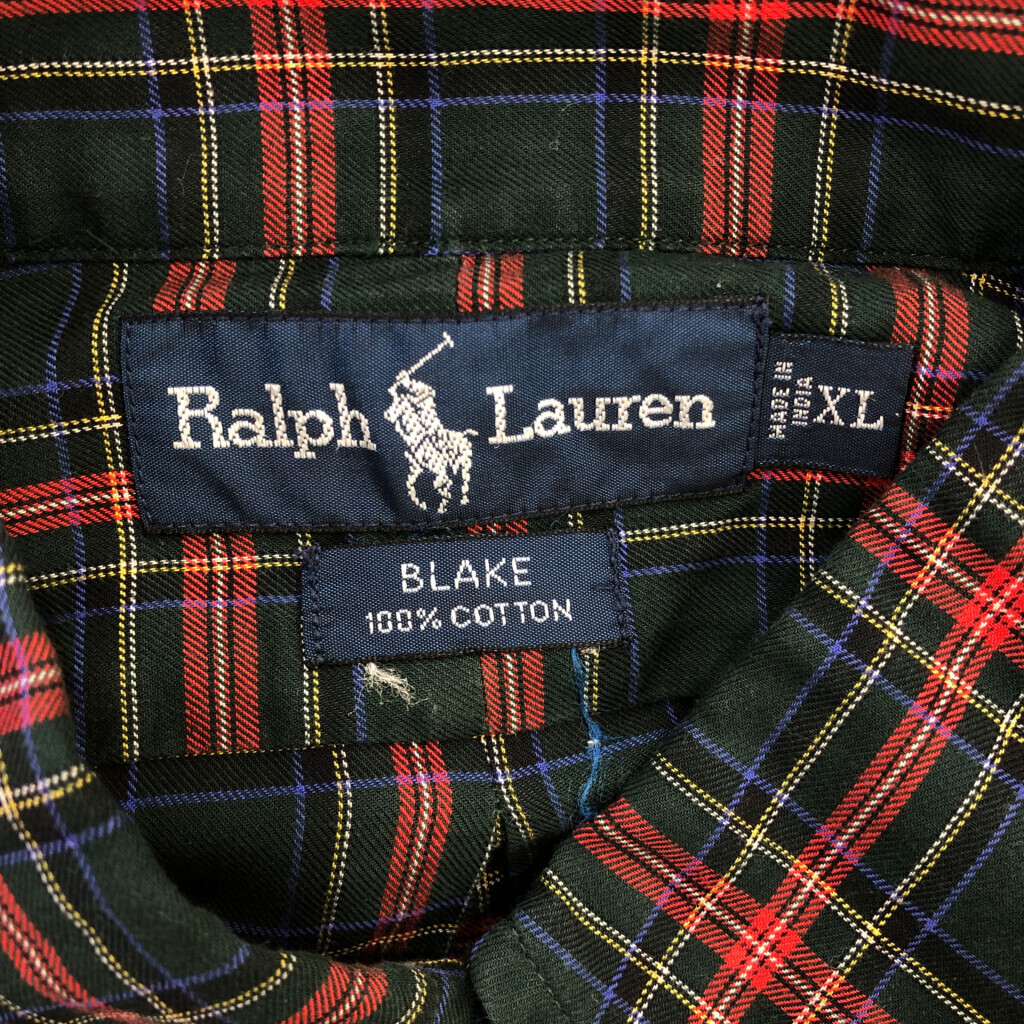 Ralph Lauren
MADE IN
INDIA
XL
BLAKE
100% COTTON